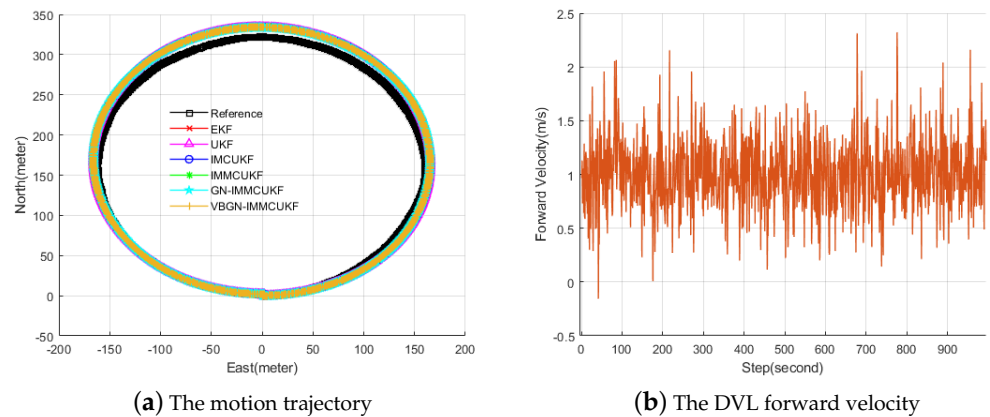 350
300
250
200
150
100
50
0
-50
North(meter)
Reference
EKF
UKF
IMCUKF
IMMCUKF
GN-IMMCUKF
VBGN-IMMCUKF
-200 -150 -100 -50 0 50 100 150 200
East(meter)
(a) The motion trajectory
2.5
2
1.5
1
0.5
0
-0.5
Forward Velocity(m/s)
0 100 200 300 400 500 600 700 800 900
Step(second)
(b) The DVL forward velocity